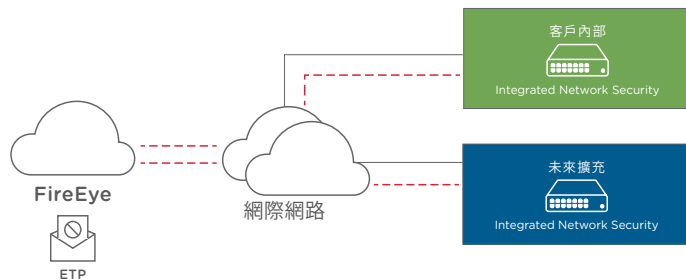 客戶內部
Integrated Network Security
FireEye
ETP
網際網路
未來擴充
Integrated Network Security